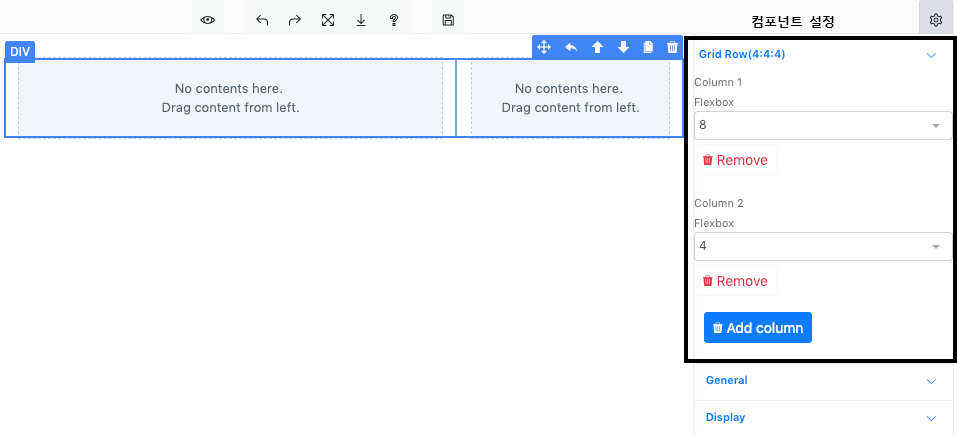 컴포넌트 설정
DIV
No contents here.
Drag content from left.
No contents here.
Drag content from left.
Grid Row(4:4:4)
Column 1
Flexbox
8
Remove
Column 2
Flexbox
4
Remove
Add column
General
Display